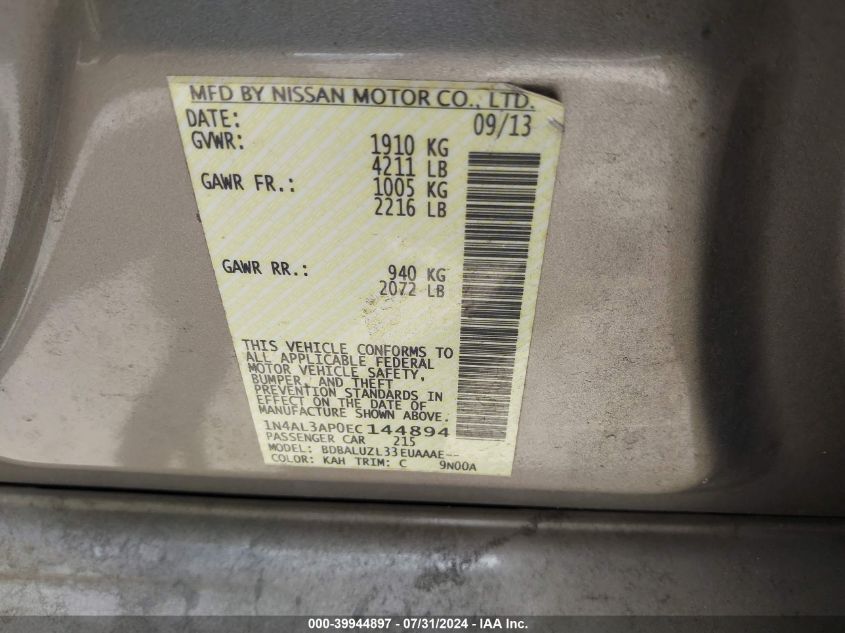 MFD BY NISSAN MOTOR CO., LTD.
DATE: 09/13
GVWR: 1910 KG
4211 LB
GAWR FR.: 1005 KG
2216 LB
GAWR RR.: 940 KG
2072 LB
THIS VEHICLE CONFORMS TO
ALL APPLICABLE FEDERAL
MOTOR VEHICLE SAFETY,
BUMPER, AND THEFT
PREVENTION STANDARDS IN
EFFECT ON THE DATE OF
MANUFACTURE SHOWN ABOVE.
1N4AL3AP0EC144894
PASSENGER CAR 215
MODEL: BDBALUZL33EUAAAE--
COLOR: KAH TRIM: C 9N00A
000-39944897 - 07/31/2024 - IAA Inc.